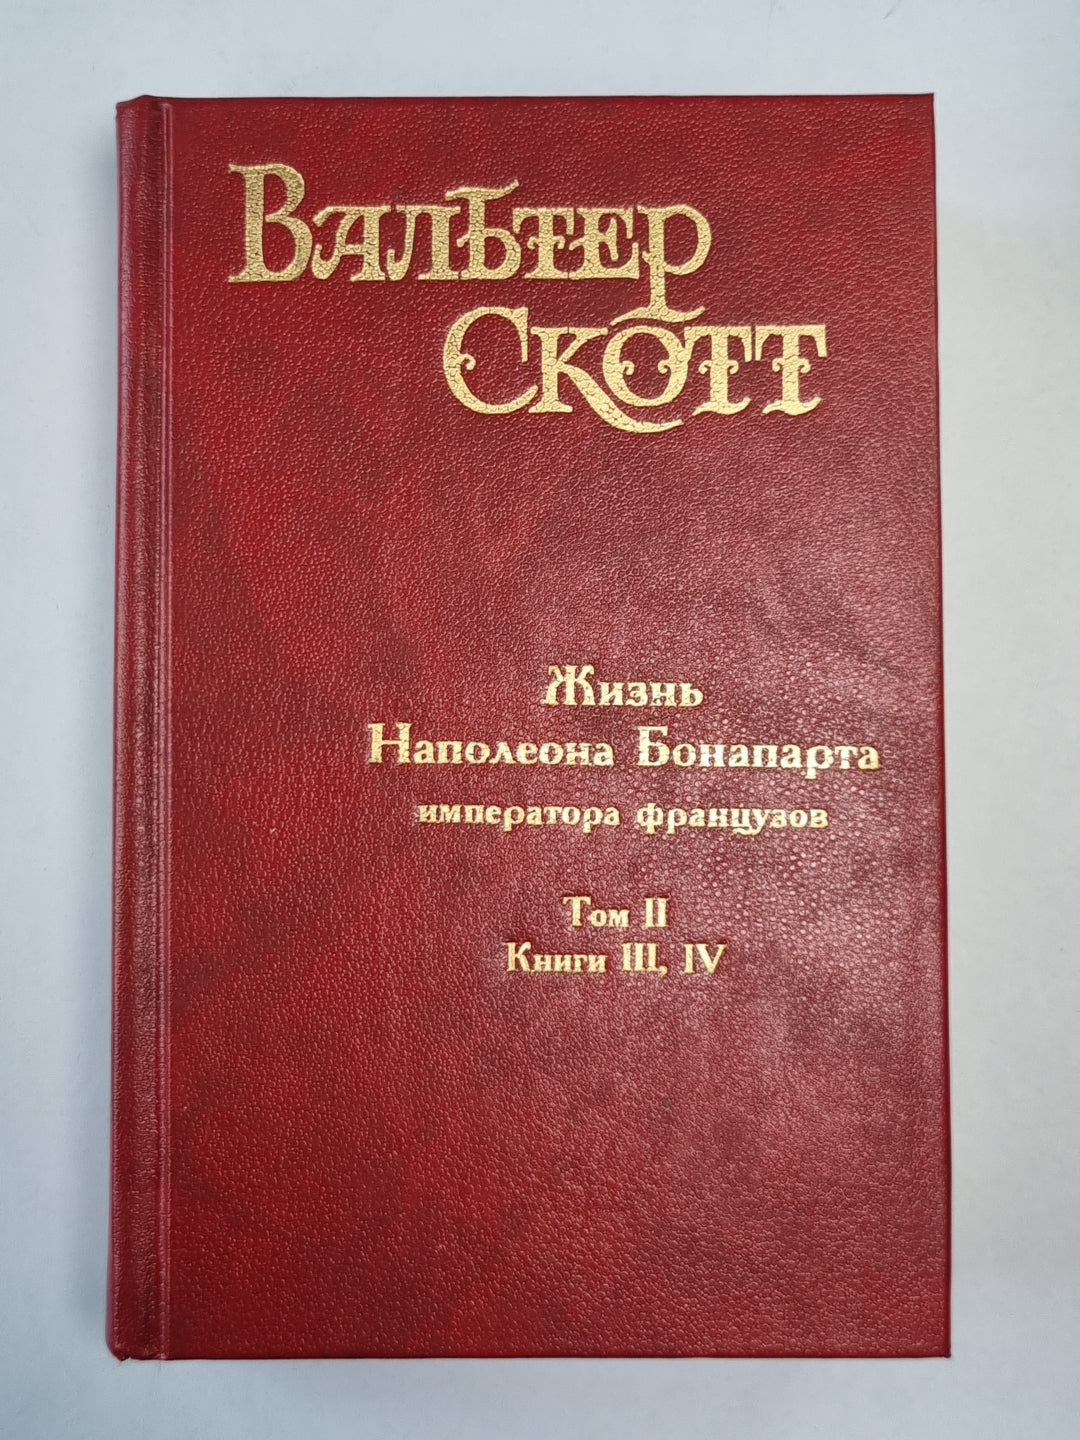 Вальтер
Скотт
Жизнь
Наполеона Бонапарта
императора французов
Том II
Книги III, IV